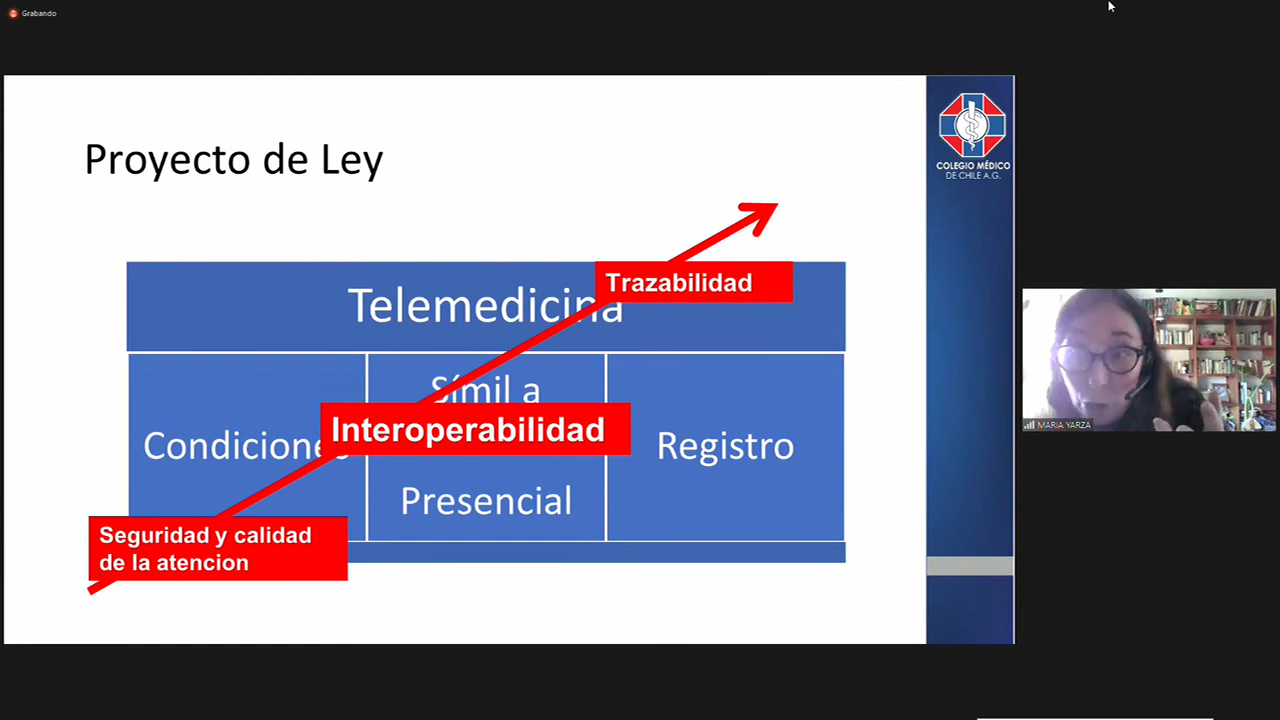 Grabando
Proyecto de Ley
COLEGIO MÉDICO
DE CHILE A.G.
Trazabilidad
Telemedicina
Símil a
Interoperabilidad
Condiciones
Registro
Presencial
Seguridad y calidad
de la atencion
MARIA YARZA